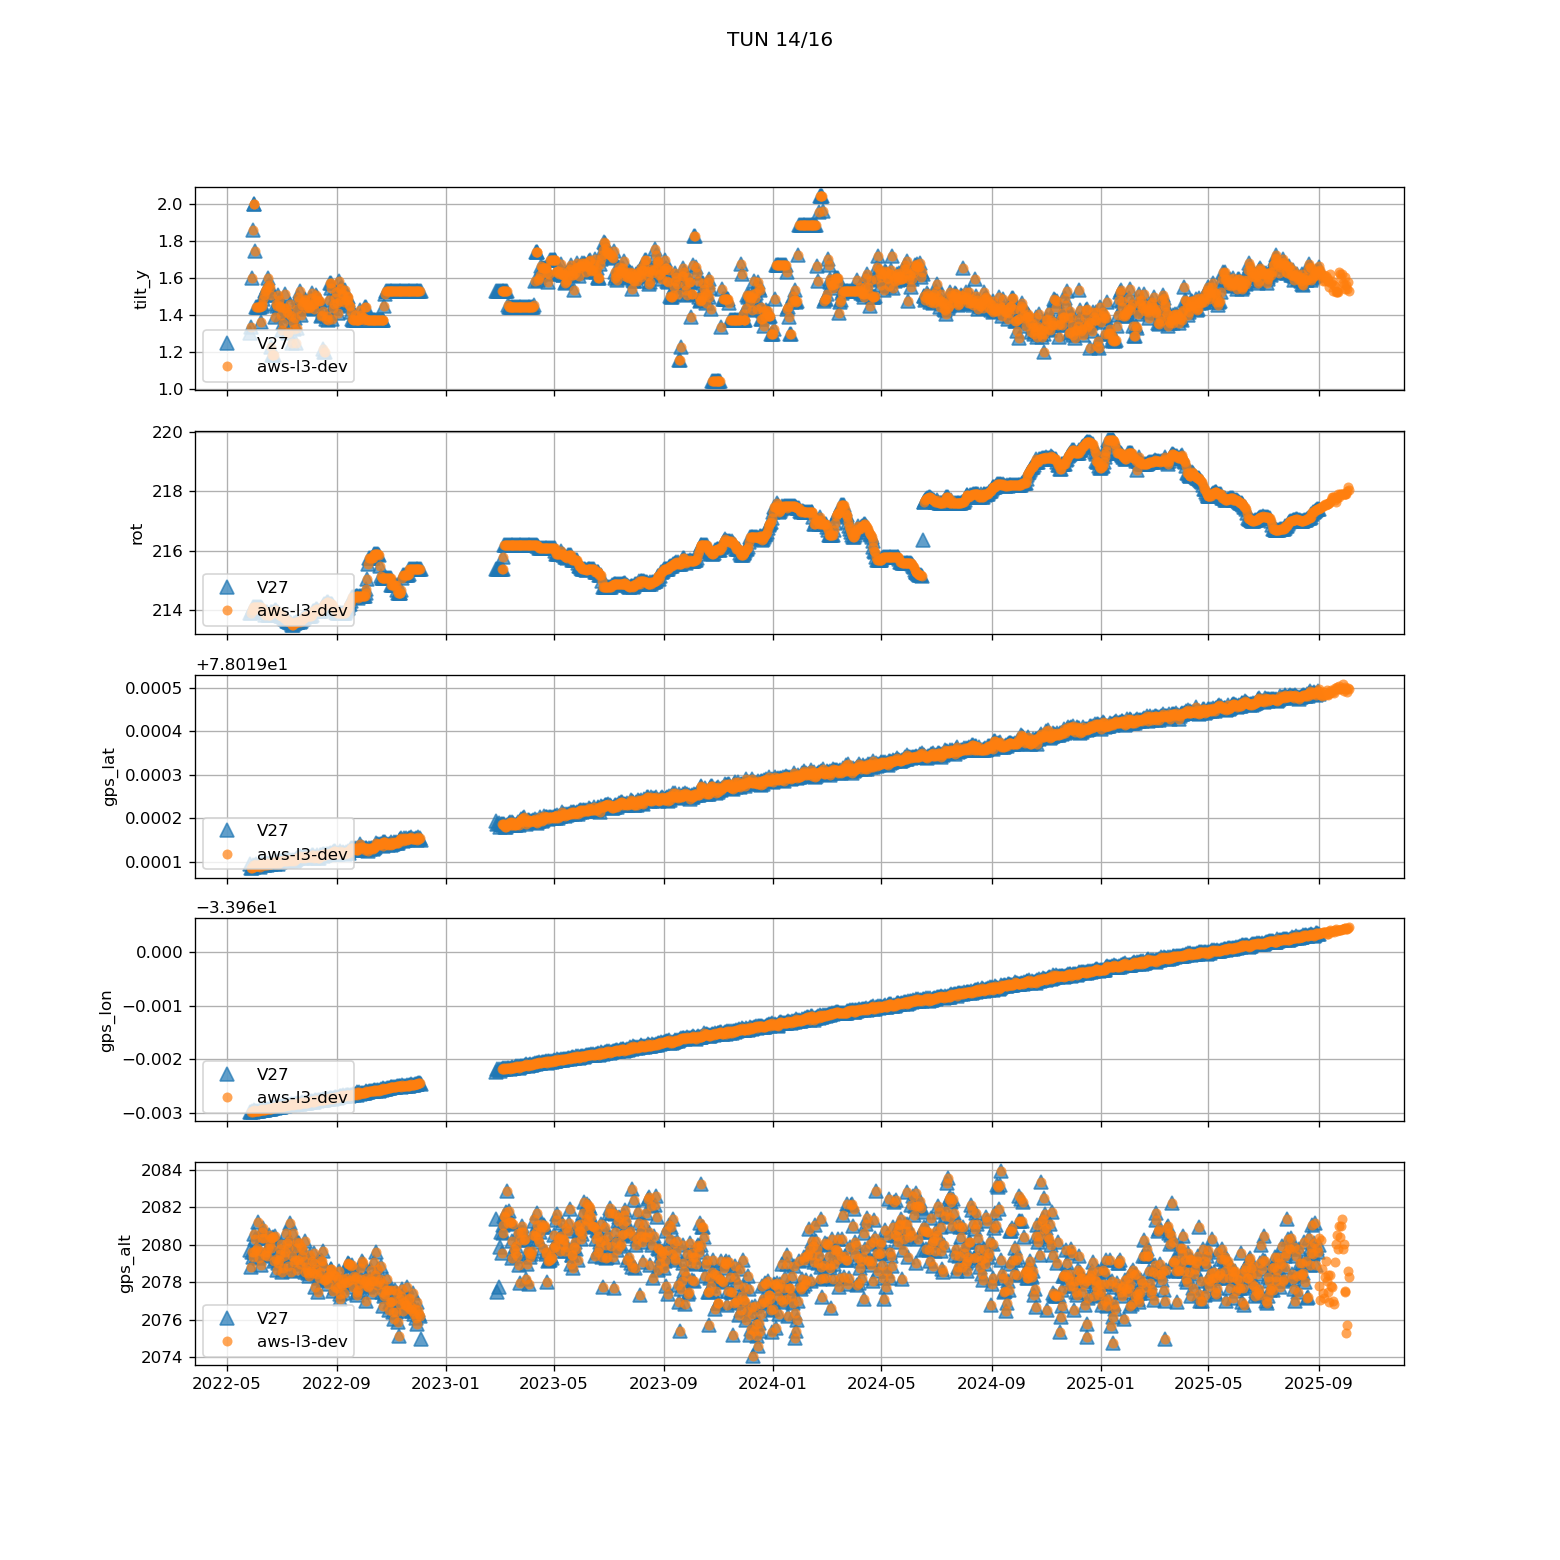 TUN 14/16
2.0
1.8
1.6
1.4
1.2
1.0
tilt_y
V27
aws-l3-dev
220
218
216
214
rot
V27
aws-l3-dev
+7.8019e1
0.0005
0.0004
0.0003
0.0002
0.0001
gps_lat
V27
aws-l3-dev
−3.396e1
0.000
−0.001
−0.002
−0.003
gps_lon
V27
aws-l3-dev
2084
2082
2080
2078
2076
2074
gps_alt
V27
aws-l3-dev
2022-05 2022-09 2023-01 2023-05 2023-09 2024-01 2024-05 2024-09 2025-01 2025-05 2025-09